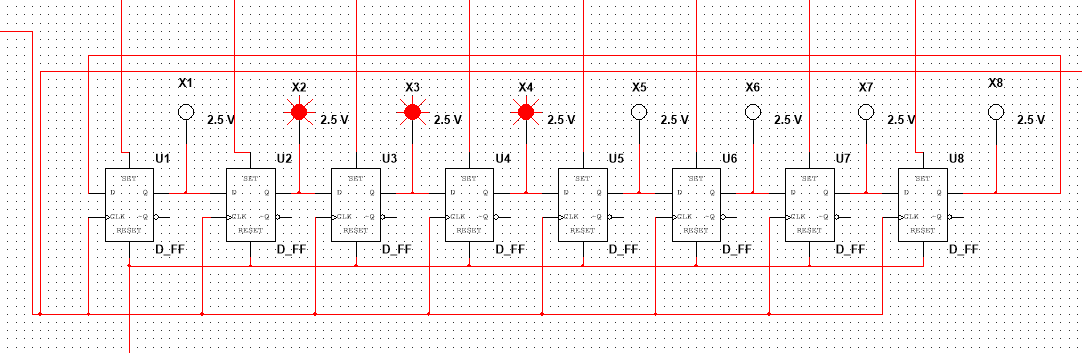 X1 X2 X3 X4 X5 X6 X7 X8
2.5 V 2.5 V 2.5 V 2.5 V 2.5 V 2.5 V 2.5 V 2.5 V
U1 U2 U3 U4 U5 U6 U7 U8
SET SET SET SET SET SET SET SET
D Q D Q D Q D Q D Q D Q D Q D Q
CLK ~Q CLK ~Q CLK ~Q CLK ~Q CLK ~Q CLK ~Q CLK ~Q CLK ~Q
RESET RESET RESET RESET RESET RESET RESET RESET
D_FF D_FF D_FF D_FF D_FF D_FF D_FF D_FF